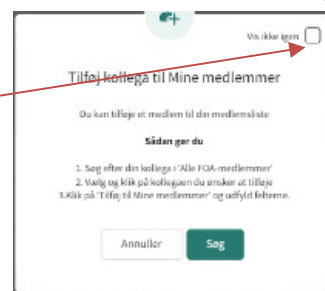 Vis ikke igen
Tilføj kollega til Mine medlemmer
Du kan tilføje et medlem til din medlemsliste
Sådan gør du
1. Søg efter din kollega i 'Alle FOA-medlemmer'
2. Vælg og klik på kollegaen du ønsker at tilføje
3.Klik på 'Tilføj til Mine medlemmer' og udfyld felterne.
Annuller
Søg